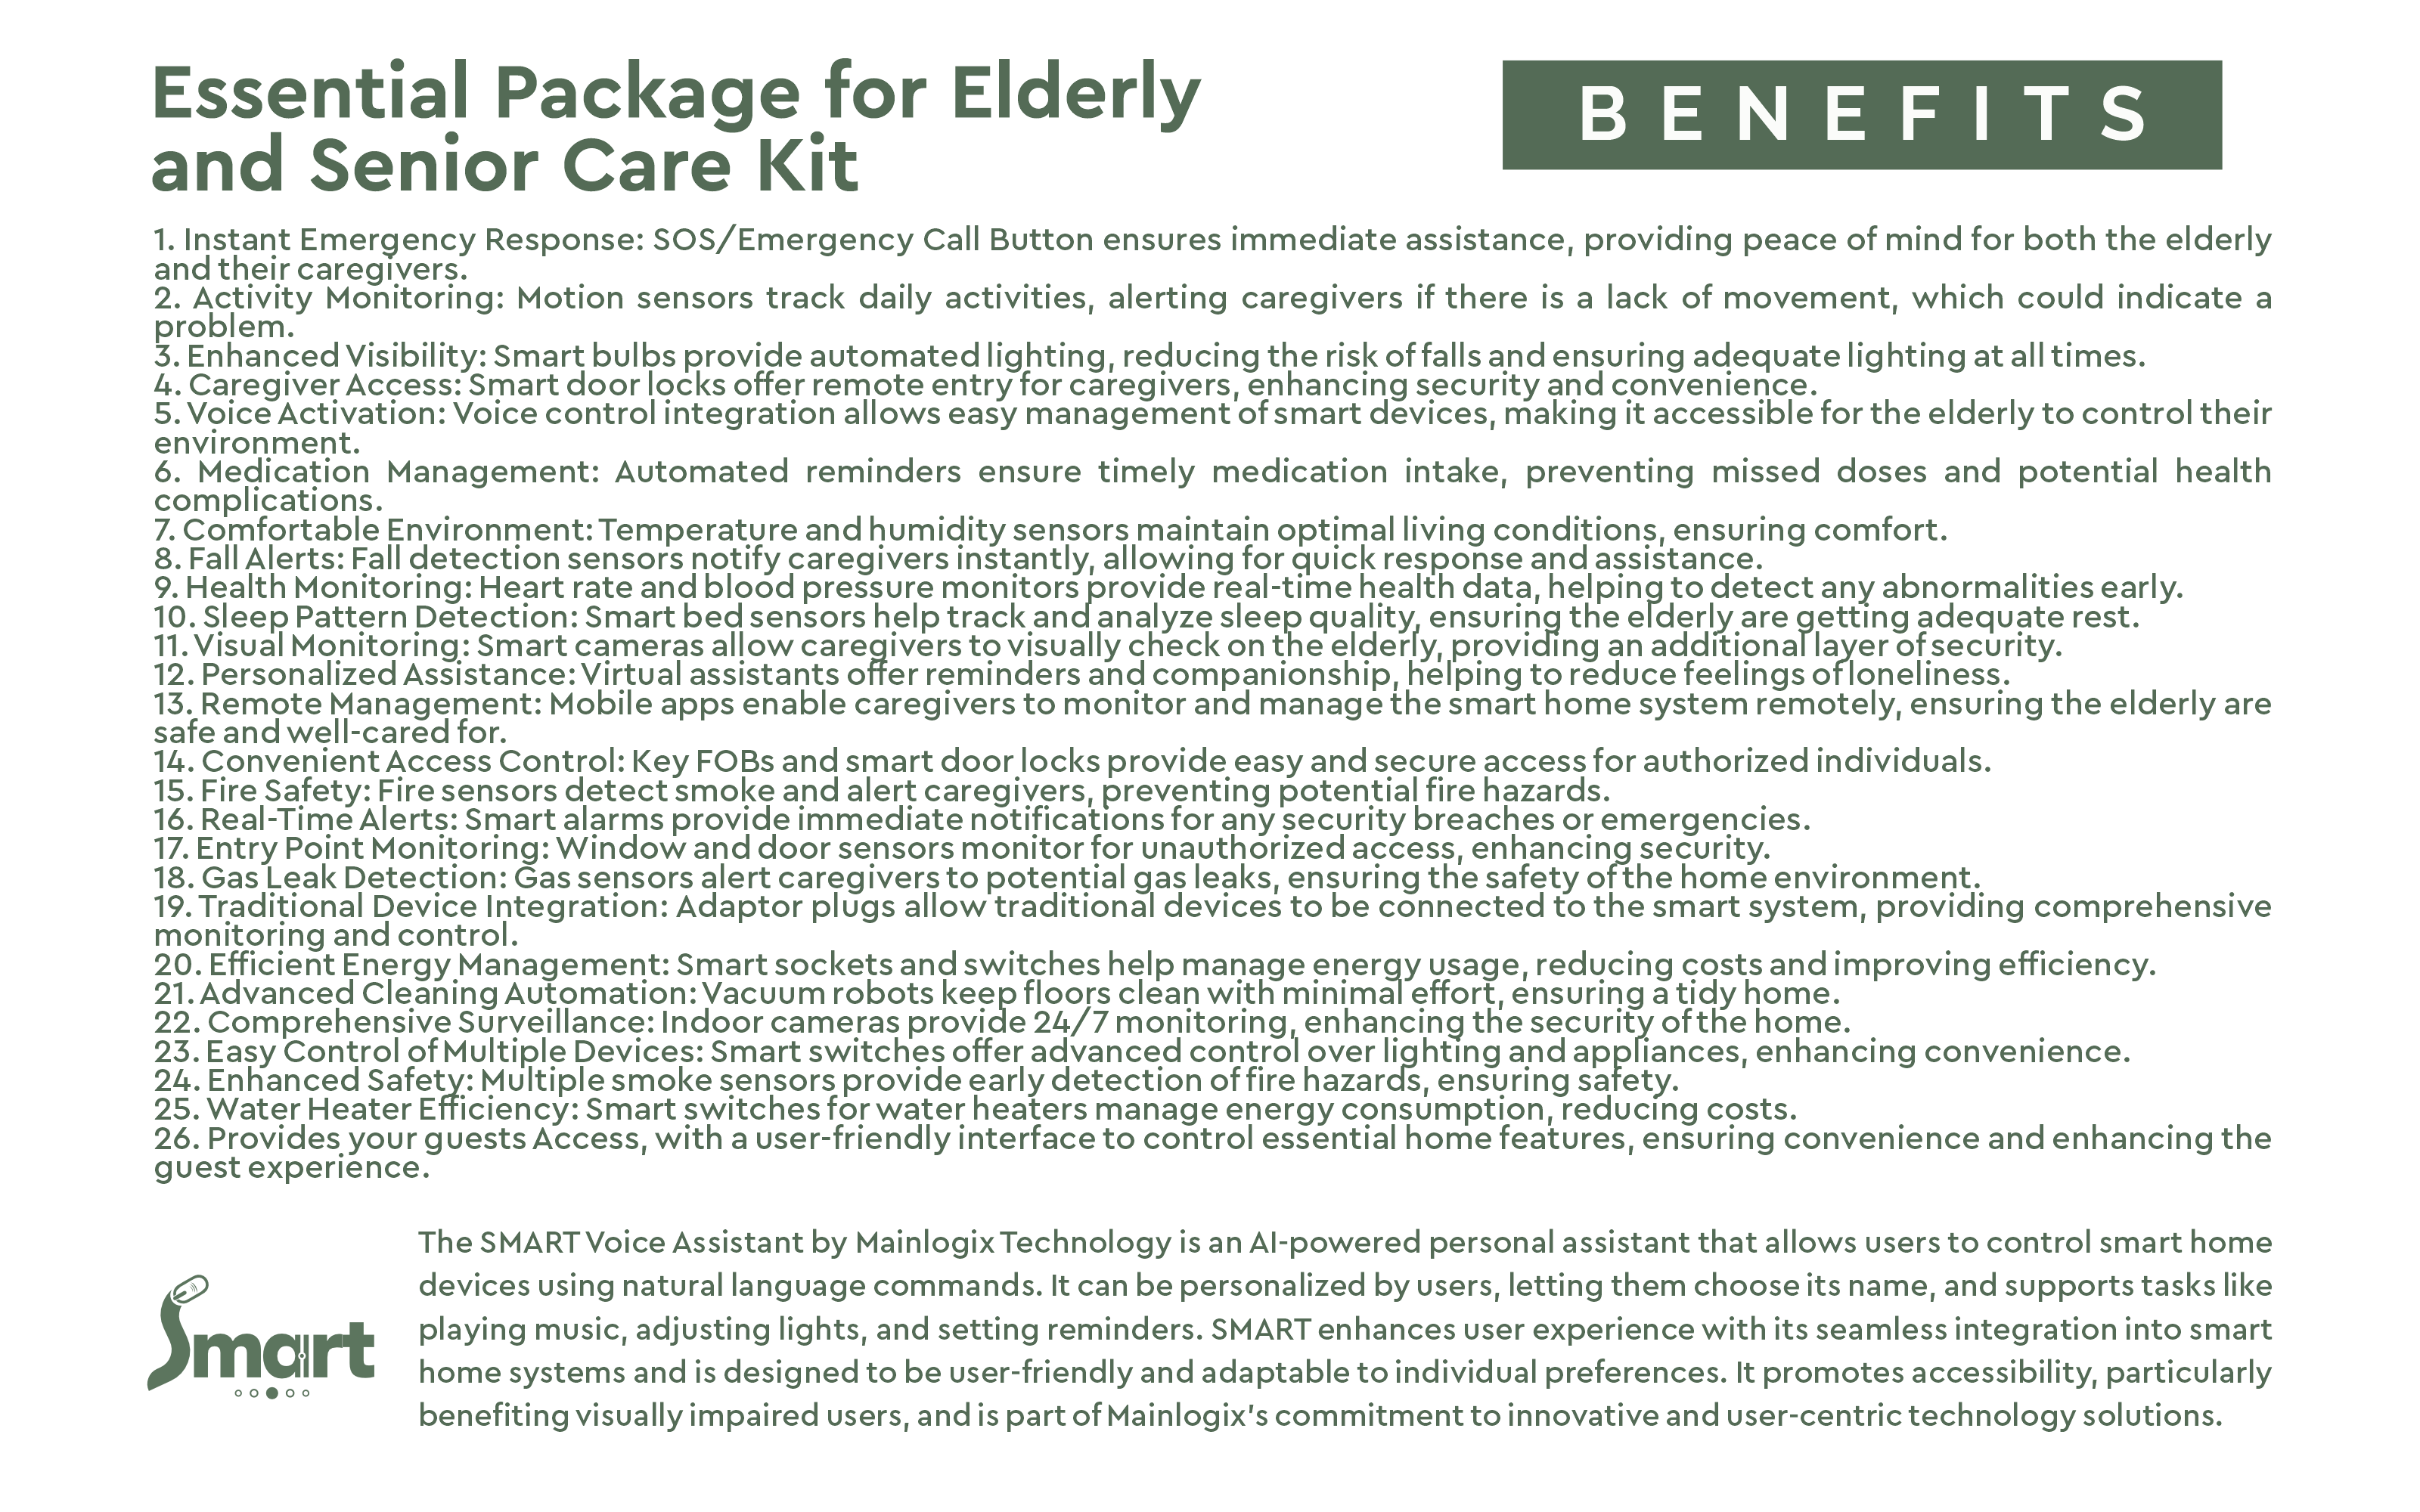 Essential Package for Elderly
and Senior Care Kit
BENEFITS
1. Instant Emergency Response: SOS/Emergency Call Button ensures immediate assistance, providing peace of mind for both the elderly
and their caregivers.
2. Activity Monitoring: Motion sensors track daily activities, alerting caregivers if there is a lack of movement, which could indicate a
problem.
3. Enhanced Visibility: Smart bulbs provide automated lighting, reducing the risk of falls and ensuring adequate lighting at all times.
4. Caregiver Access: Smart door locks offer remote entry for caregivers, enhancing security and convenience.
5. Voice Activation: Voice control integration allows easy management of smart devices, making it accessible for the elderly to control their
environment.
6. Medication Management: Automated reminders ensure timely medication intake, preventing missed doses and potential health
complications.
7. Comfortable Environment: Temperature and humidity sensors maintain optimal living conditions, ensuring comfort.
8. Fall Alerts: Fall detection sensors notify caregivers instantly, allowing for quick response and assistance.
9. Health Monitoring: Heart rate and blood pressure monitors provide real-time health data, helping to detect any abnormalities early.
10. Sleep Pattern Detection: Smart bed sensors help track and analyze sleep quality, ensuring the elderly are getting adequate rest.
11. Visual Monitoring: Smart cameras allow caregivers to visually check on the elderly, providing an additional layer of security.
12. Personalized Assistance: Virtual assistants offer reminders and companionship, helping to reduce feelings of loneliness.
13. Remote Management: Mobile apps enable caregivers to monitor and manage the smart home system remotely, ensuring the elderly are
safe and well-cared for.
14. Convenient Access Control: Key FOBs and smart door locks provide easy and secure access for authorized individuals.
15. Fire Safety: Fire sensors detect smoke and alert caregivers, preventing potential fire hazards.
16. Real-Time Alerts: Smart alarms provide immediate notifications for any security breaches or emergencies.
17. Entry Point Monitoring: Window and door sensors monitor for unauthorized access, enhancing security.
18. Gas Leak Detection: Gas sensors alert caregivers to potential gas leaks, ensuring the safety of the home environment.
19. Traditional Device Integration: Adaptor plugs allow traditional devices to be connected to the smart system, providing comprehensive
monitoring and control.
20. Efficient Energy Management: Smart sockets and switches help manage energy usage, reducing costs and improving efficiency.
21. Advanced Cleaning Automation: Vacuum robots keep floors clean with minimal effort, ensuring a tidy home.
22. Comprehensive Surveillance: Indoor cameras provide 24/7 monitoring, enhancing the security of the home.
23. Easy Control of Multiple Devices: Smart switches offer advanced control over lighting and appliances, enhancing convenience.
24. Enhanced Safety: Multiple smoke sensors provide early detection of fire hazards, ensuring safety.
25. Water Heater Efficiency: Smart switches for water heaters manage energy consumption, reducing costs.
26. Provides your guests Access, with a user-friendly interface to control essential home features, ensuring convenience and enhancing the
guest experience.
Smart
The SMART Voice Assistant by Mainlogix Technology is an AI-powered personal assistant that allows users to control smart home
devices using natural language commands. It can be personalized by users, letting them choose its name, and supports tasks like
playing music, adjusting lights, and setting reminders. SMART enhances user experience with its seamless integration into smart
home systems and is designed to be user-friendly and adaptable to individual preferences. It promotes accessibility, particularly
benefiting visually impaired users, and is part of Mainlogix's commitment to innovative and user-centric technology solutions.